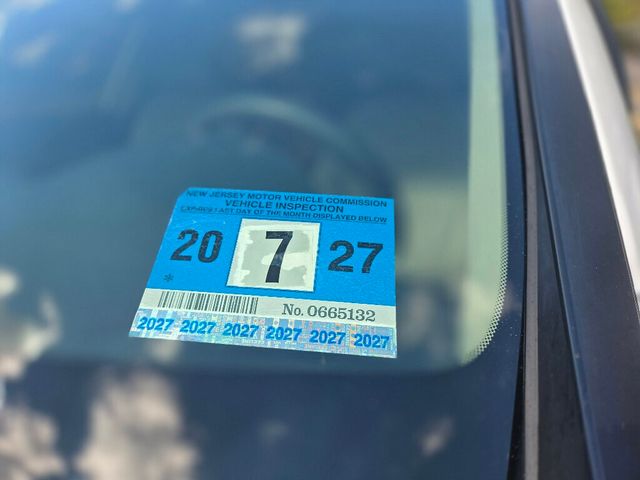 NEW JERSEY MOTOR VEHICLE COMMISSION
VEHICLE INSPECTION
EXPIRES LAST DAY OF THE MONTH DISPLAYED BELOW
20 7 27
*
No. 0665132
2027 2027 2027 2027 2027 2027